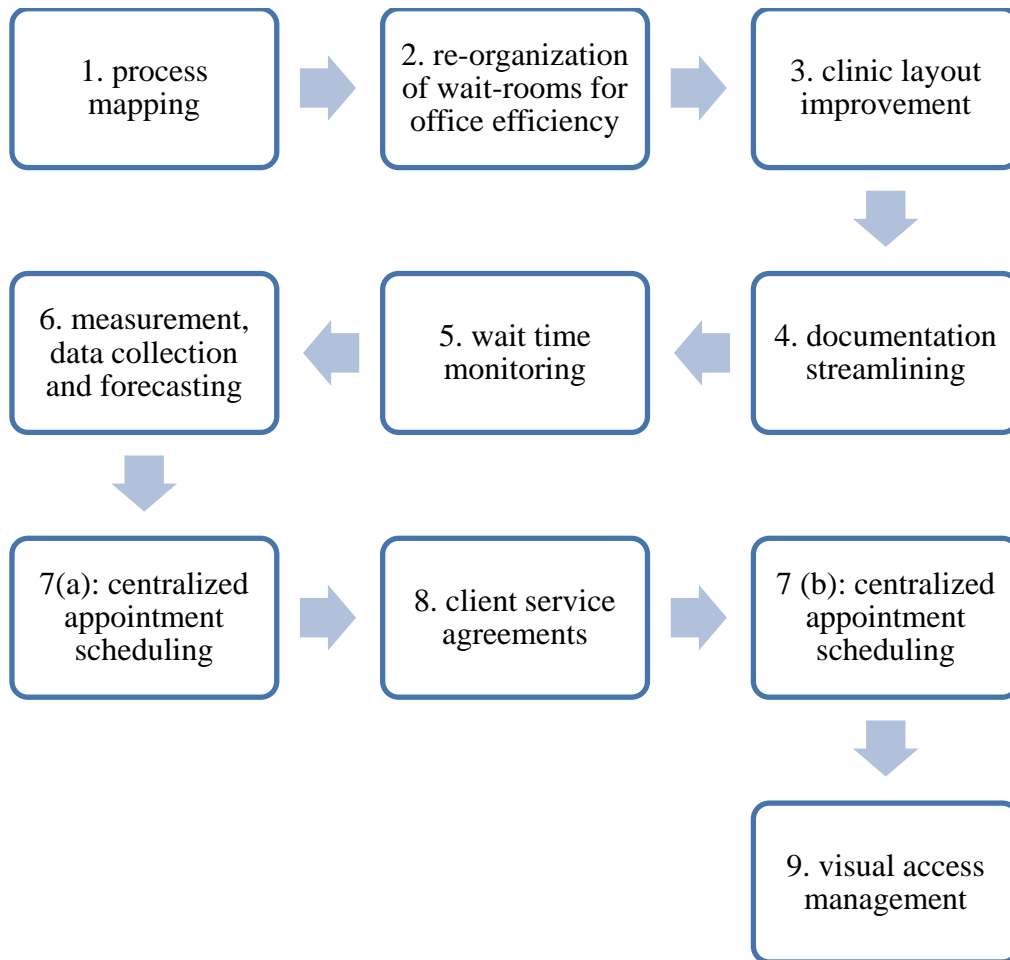 1. process
mapping
2. re-organization
of wait-rooms for
office efficiency
3. clinic layout
improvement
4. documentation
streamlining
5. wait time
monitoring
6. measurement,
data collection
and forecasting
7(a): centralized
appointment
scheduling
8. client service
agreements
7 (b): centralized
appointment
scheduling
9. visual access
management